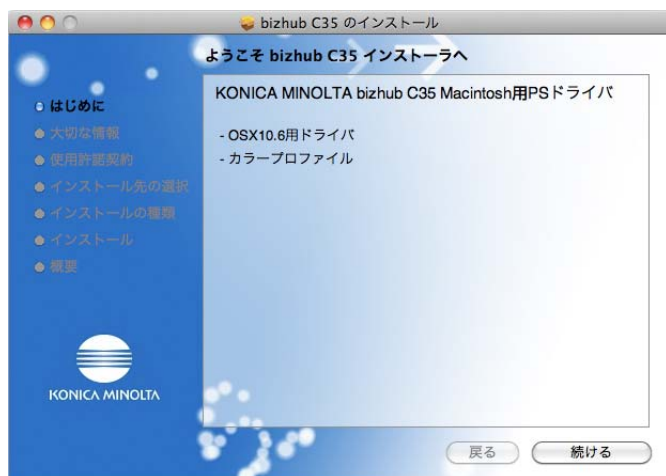 bizhub C35 のインストール
ようこそ bizhub C35 インストーラへ
はじめに
大切な情報
使用許諾契約
インストール先の選択
インストールの種類
インストール
概要
KONICA MINOLTA bizhub C35 Macintosh用PSドライバ
- OSX10.6用ドライバ
- カラープロファイル
KONICA MINOLTA
戻る
続ける